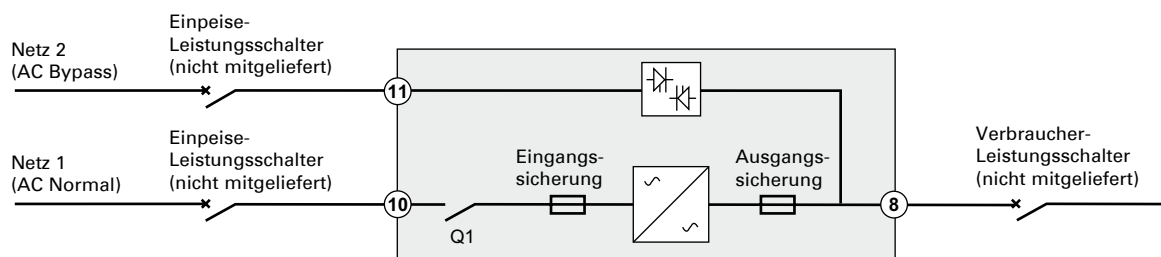 Netz 2
(AC Bypass)
Einpeise-
Leistungsschalter
(nicht mitgeliefert)
11
Netz 1
(AC Normal)
Einpeise-
Leistungsschalter
(nicht mitgeliefert)
10
Q1
Eingangs-
sicherung
Ausgangs-
sicherung
8
Verbraucher-
Leistungsschalter
(nicht mitgeliefert)